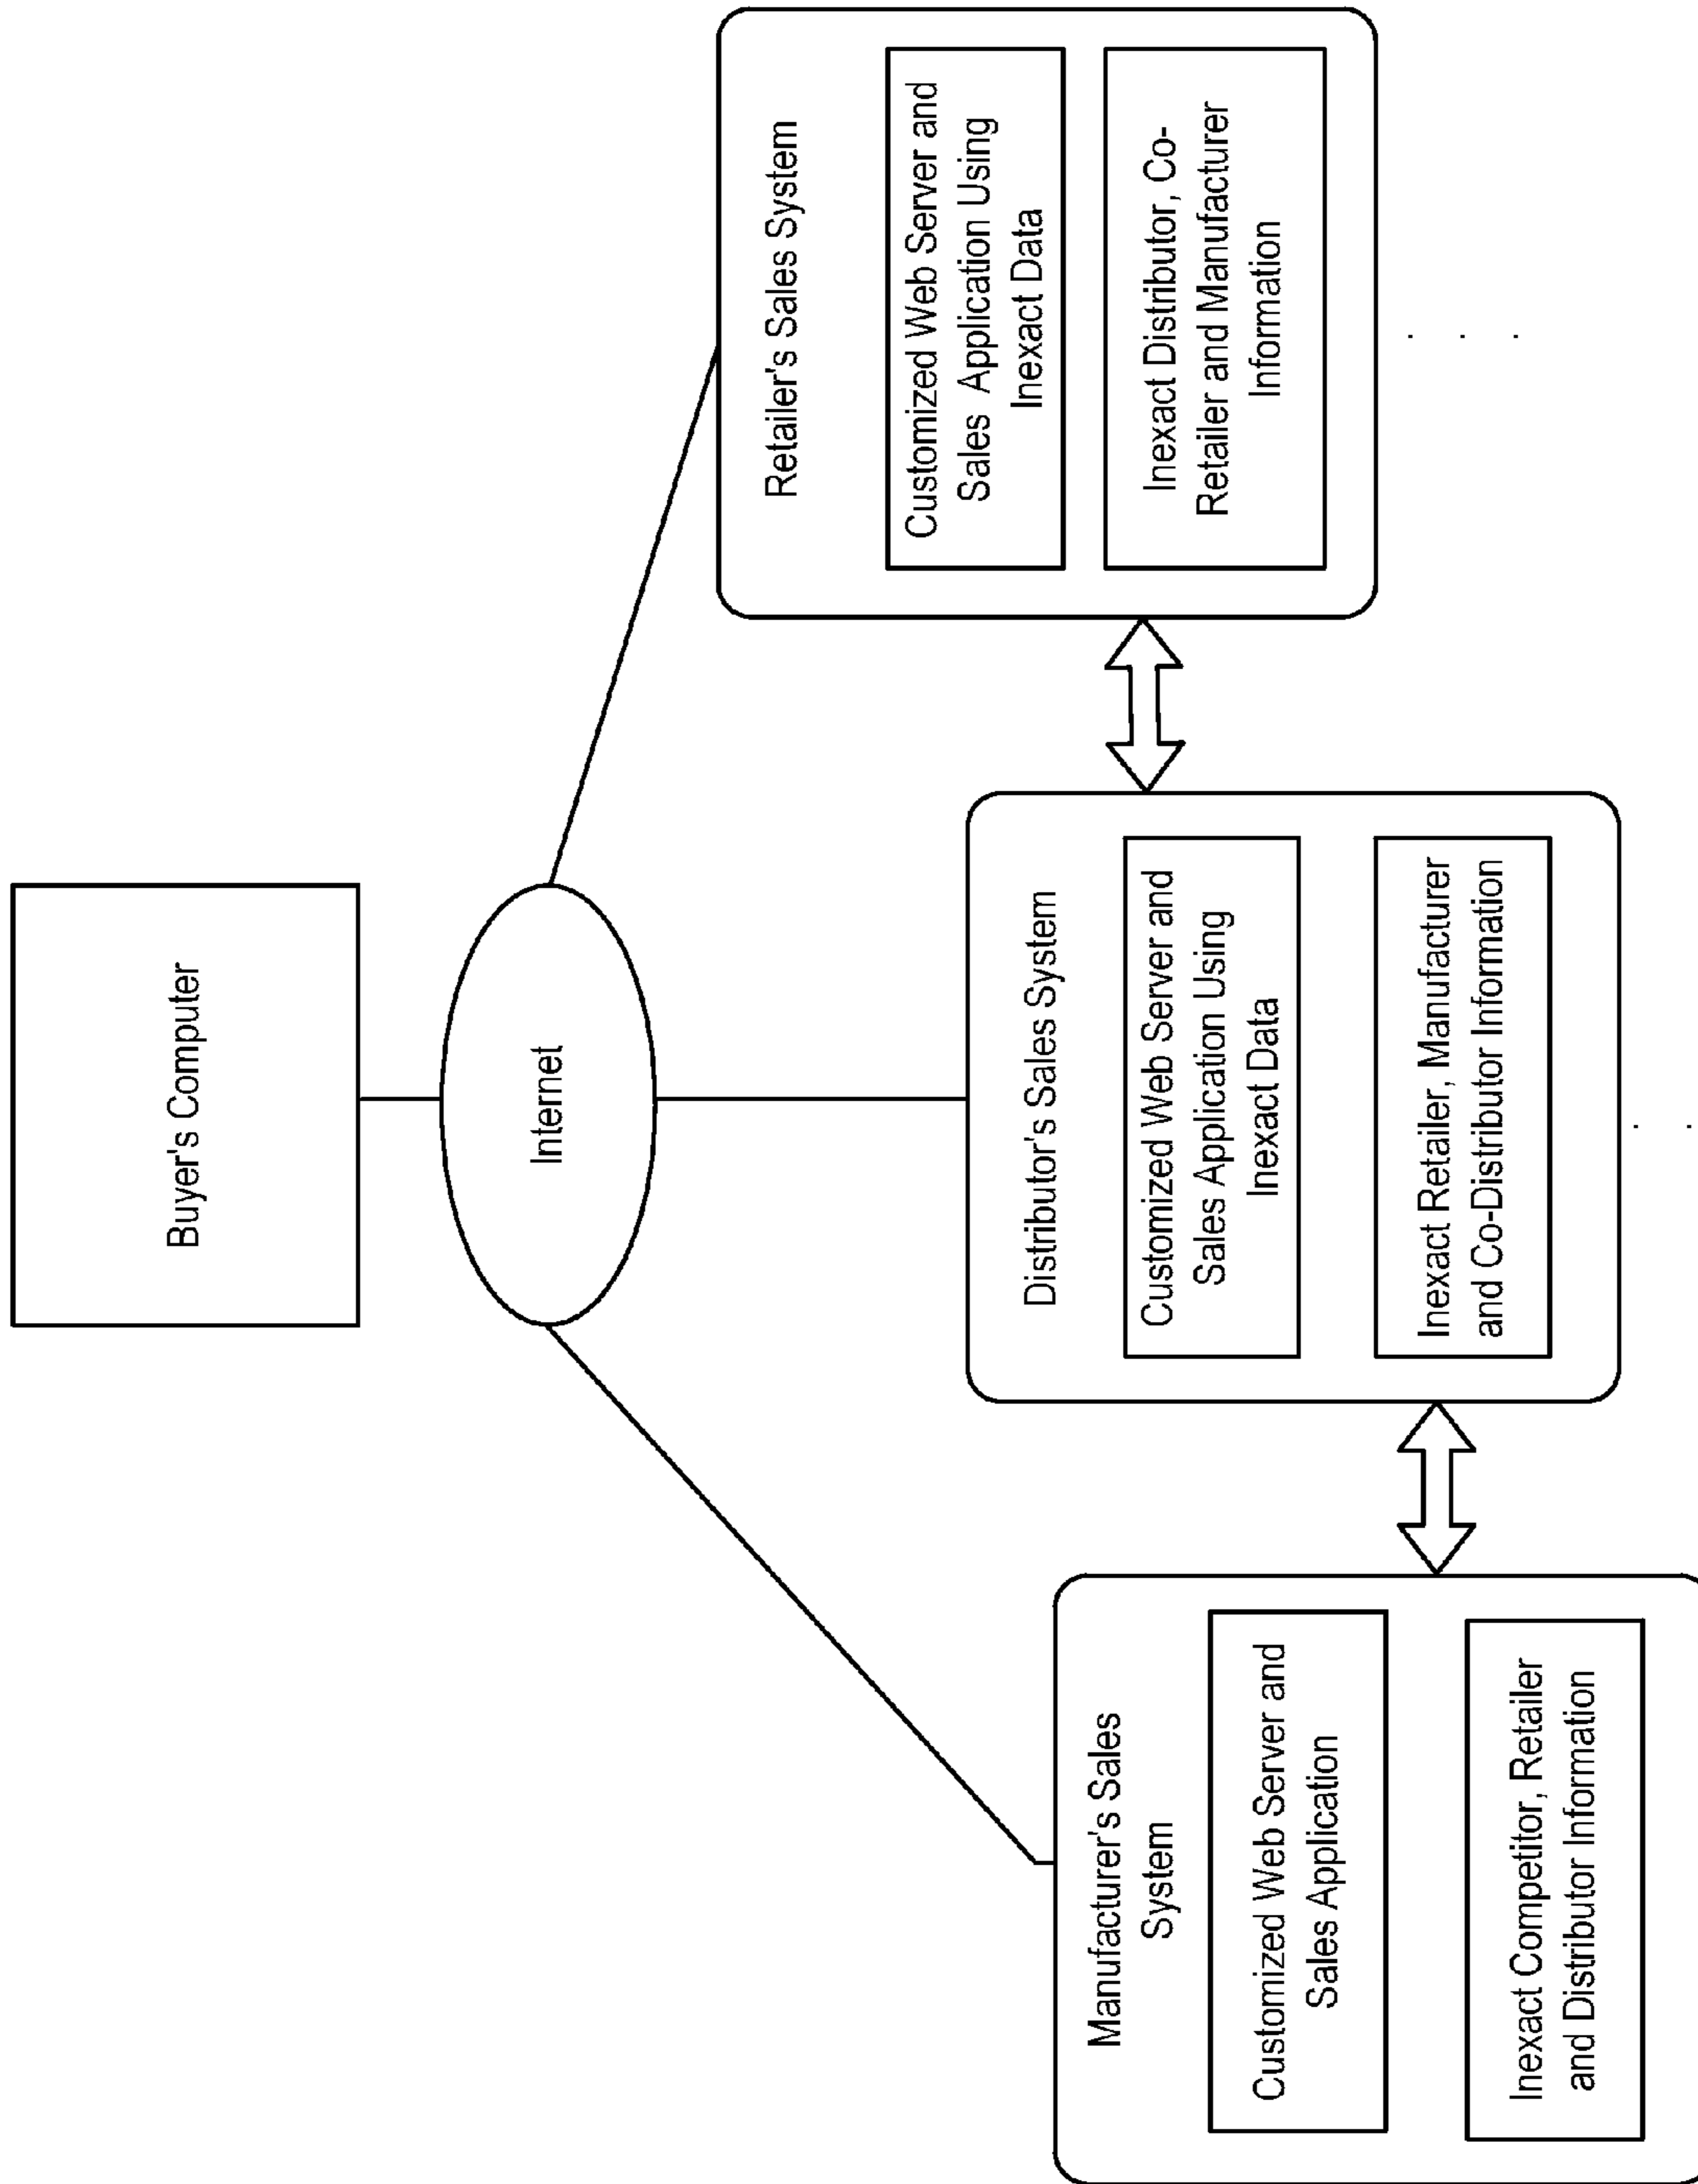 Buyer's Computer
Internet
Manufacturer's Sales
System
Customized Web Server and
Sales Application
Inexact Competitor, Retailer
and Distributor Information
Distributor's Sales System
Customized Web Server and
Sales Application Using
Inexact Data
Inexact Retailer, Manufacturer
and Co-Distributor Information
Retailer's Sales System
Customized Web Server and
Sales Application Using
Inexact Data
Inexact Distributor, Co-
Retailer and Manufacturer
Information